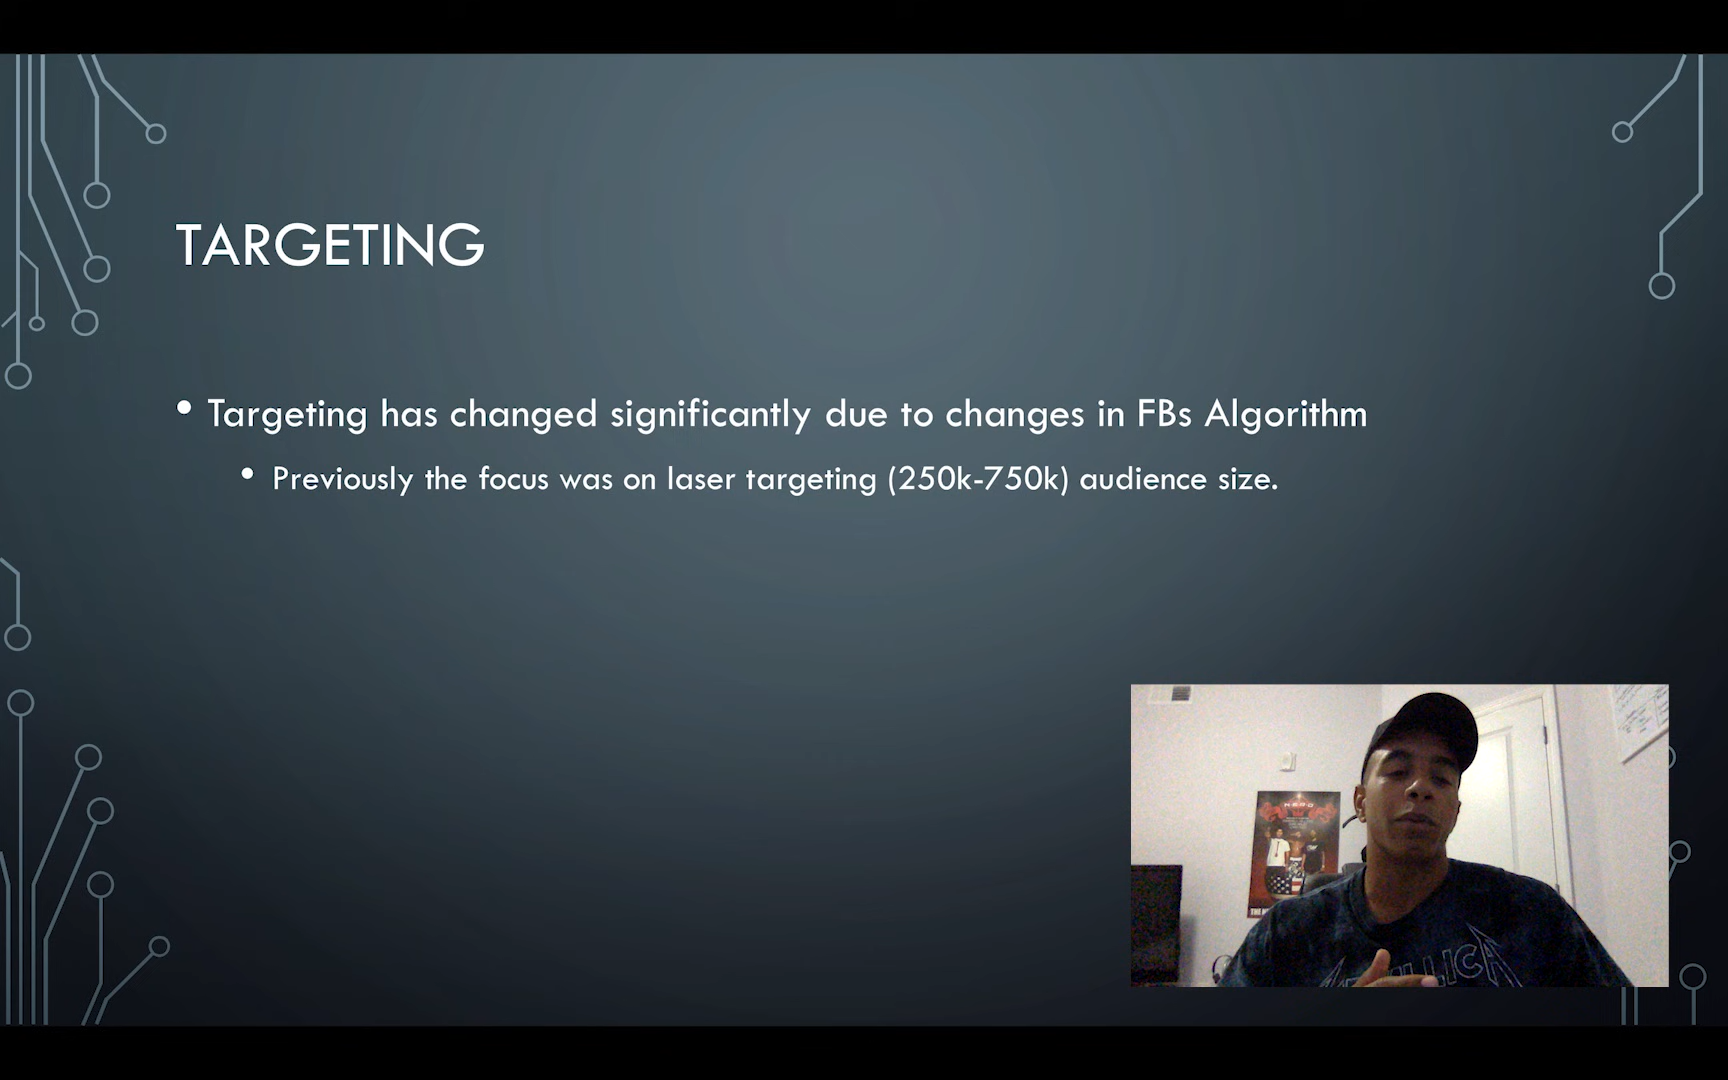 TARGETING
• Targeting has changed significantly due to changes in FBs Algorithm
• Previously the focus was on laser targeting (250k-750k) audience size.